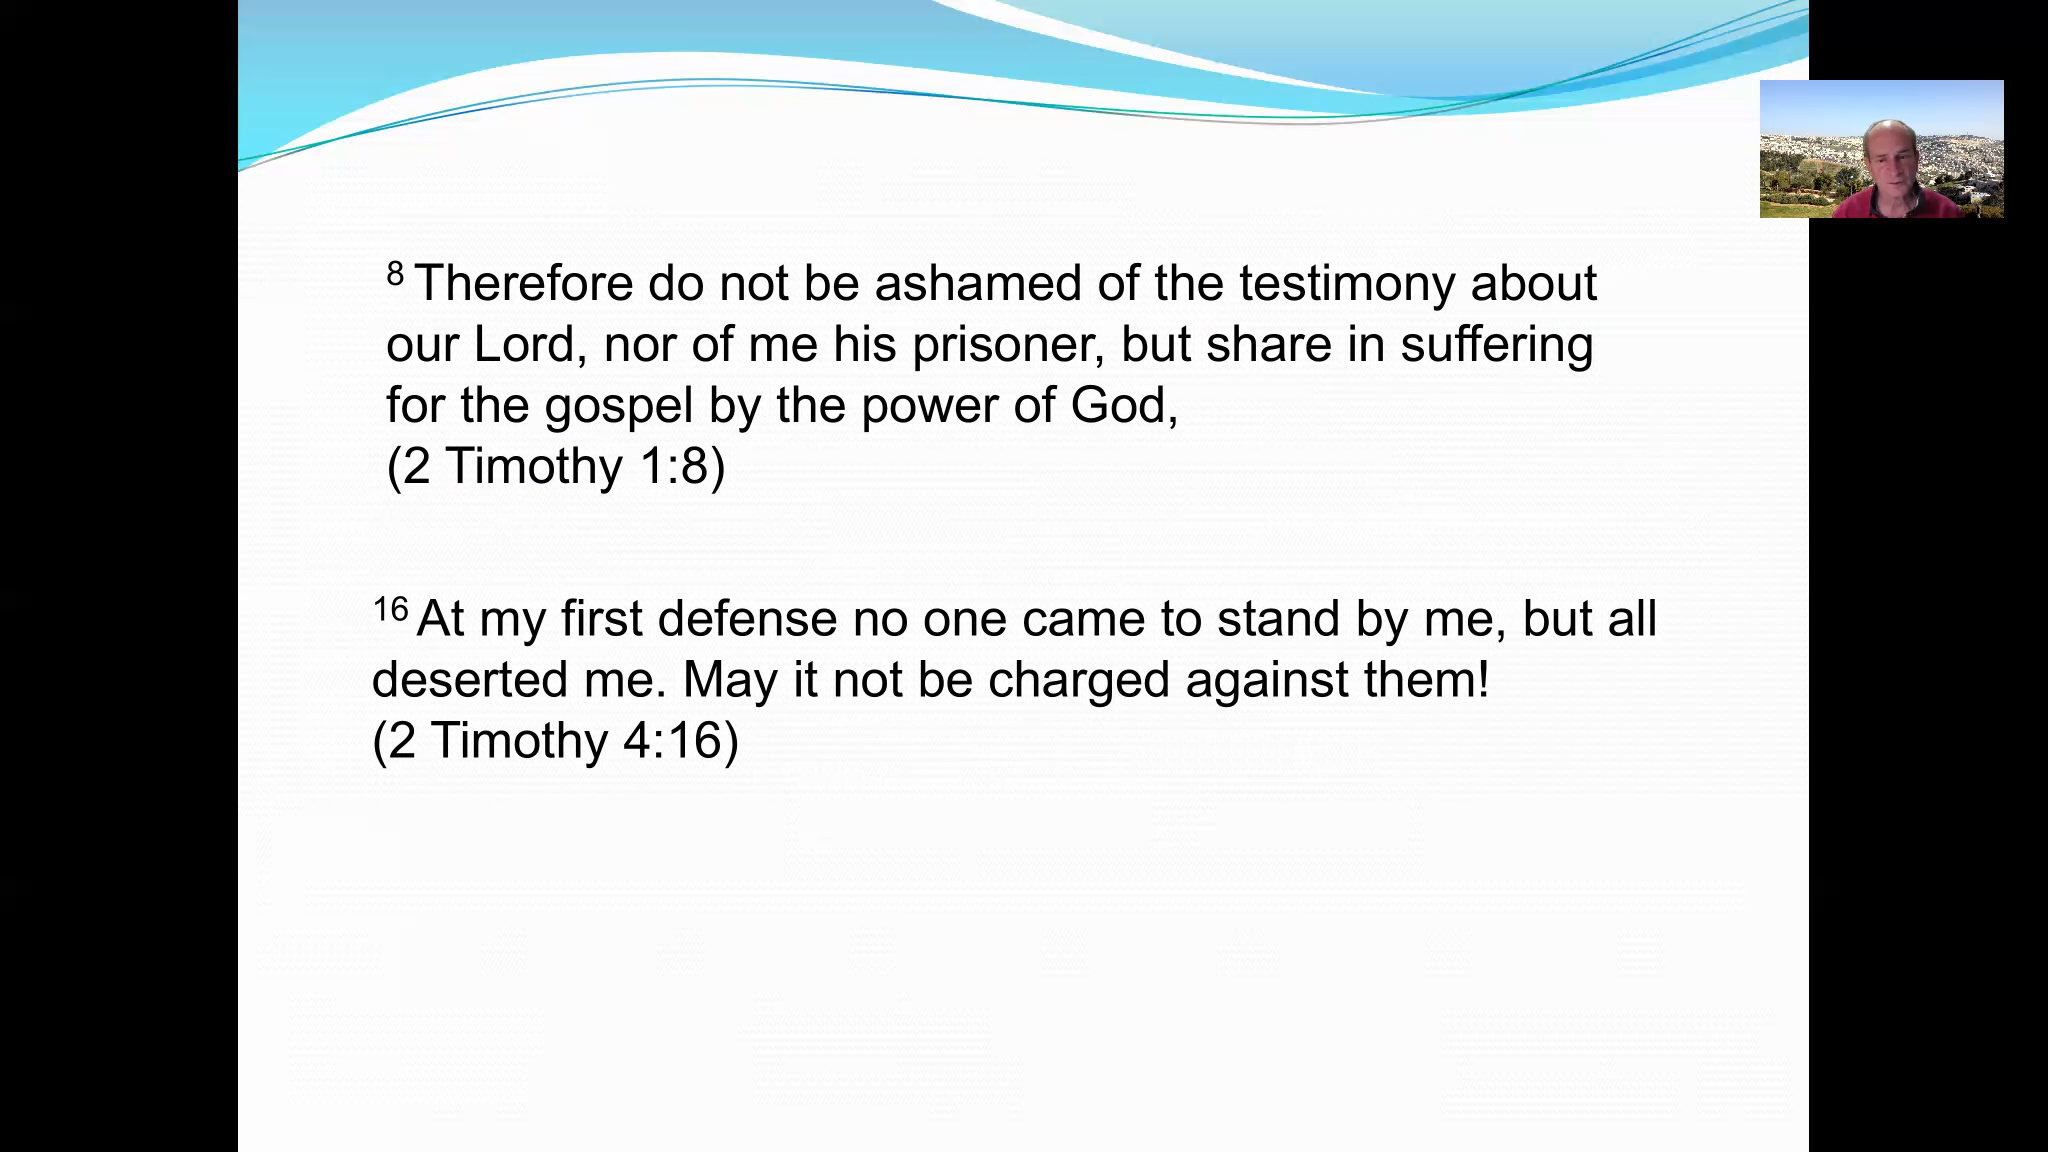 8 Therefore do not be ashamed of the testimony about
our Lord, nor of me his prisoner, but share in suffering
for the gospel by the power of God,
(2 Timothy 1:8)
16 At my first defense no one came to stand by me, but all
deserted me. May it not be charged against them!
(2 Timothy 4:16)